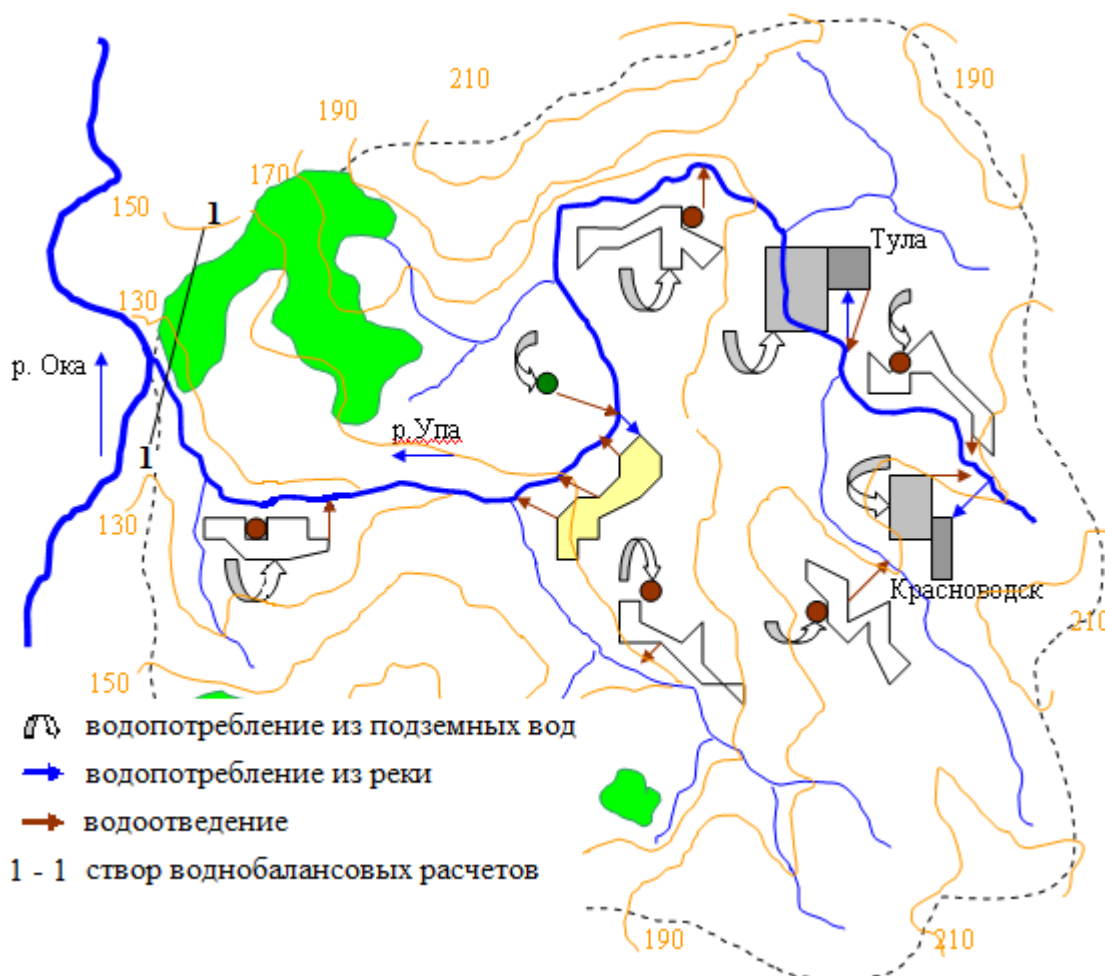 210
190
190
170
150
1
Тула
130
р. Ока
р.Упа
1
130
Красноводск
210
150
водопотребление из подземных вод
водопотребление из реки
водоотведение
1 - 1 створ воднобалансовых расчетов
190
210